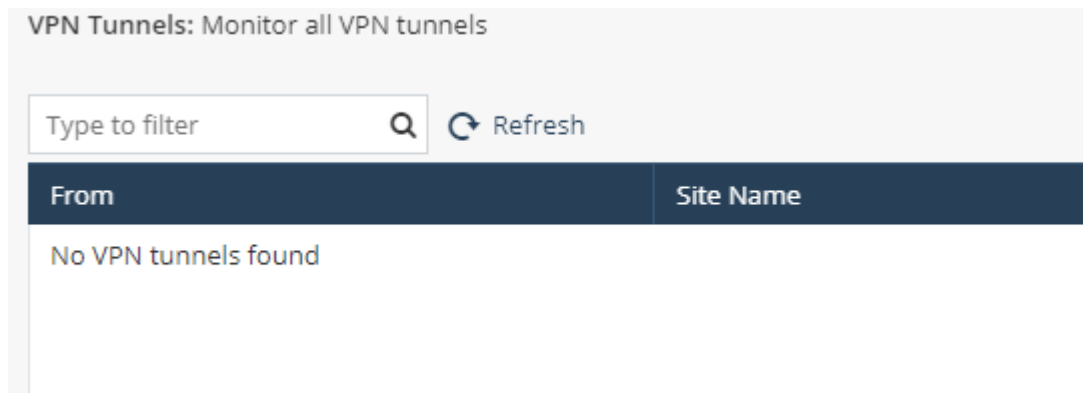 VPN Tunnels: Monitor all VPN tunnels
Type to filter Refresh
From Site Name
No VPN tunnels found